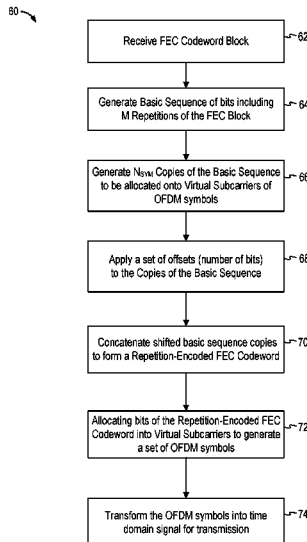 60
Receive FEC Codeword Block
62
Generate Basic Sequence of bits including
M Repetitions of the FEC Block
64
Generate NSYM Copies of the Basic Sequence
to be allocated onto Virtual Subcarriers of
OFDM symbols
66
Apply a set of offsets (number of bits)
to the Copies of the Basic Sequence
68
Concatenate shifted basic sequence copies
to form a Repetition-Encoded FEC Codeword
70
Allocating bits of the Repetition-Encoded FEC
Codeword into Virtual Subcarriers to generate
a set of OFDM symbols
72
Transform the OFDM symbols into time
domain signal for transmission
74